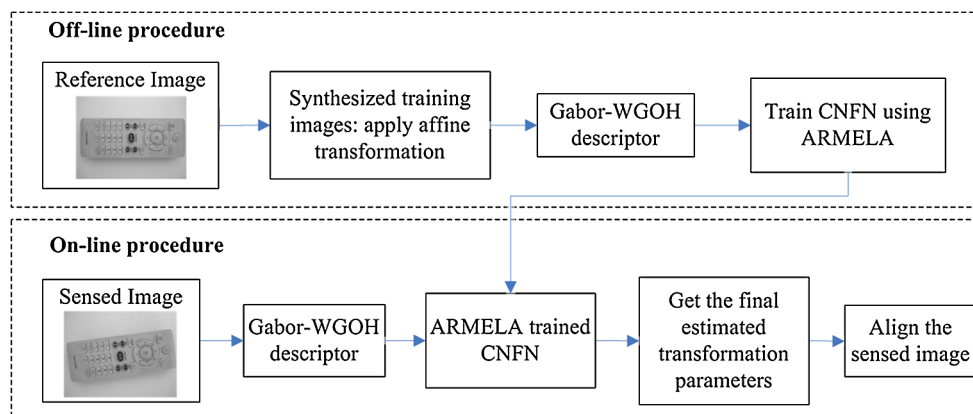 Off-line procedure
Reference Image
Synthesized training
images: apply affine
transformation
Gabor-WGOH
descriptor
Train CNFN using
ARMELA
On-line procedure
Sensed Image
Gabor-WGOH
descriptor
ARMELA trained
CNFN
Get the final
estimated
transformation
parameters
Align the
sensed image